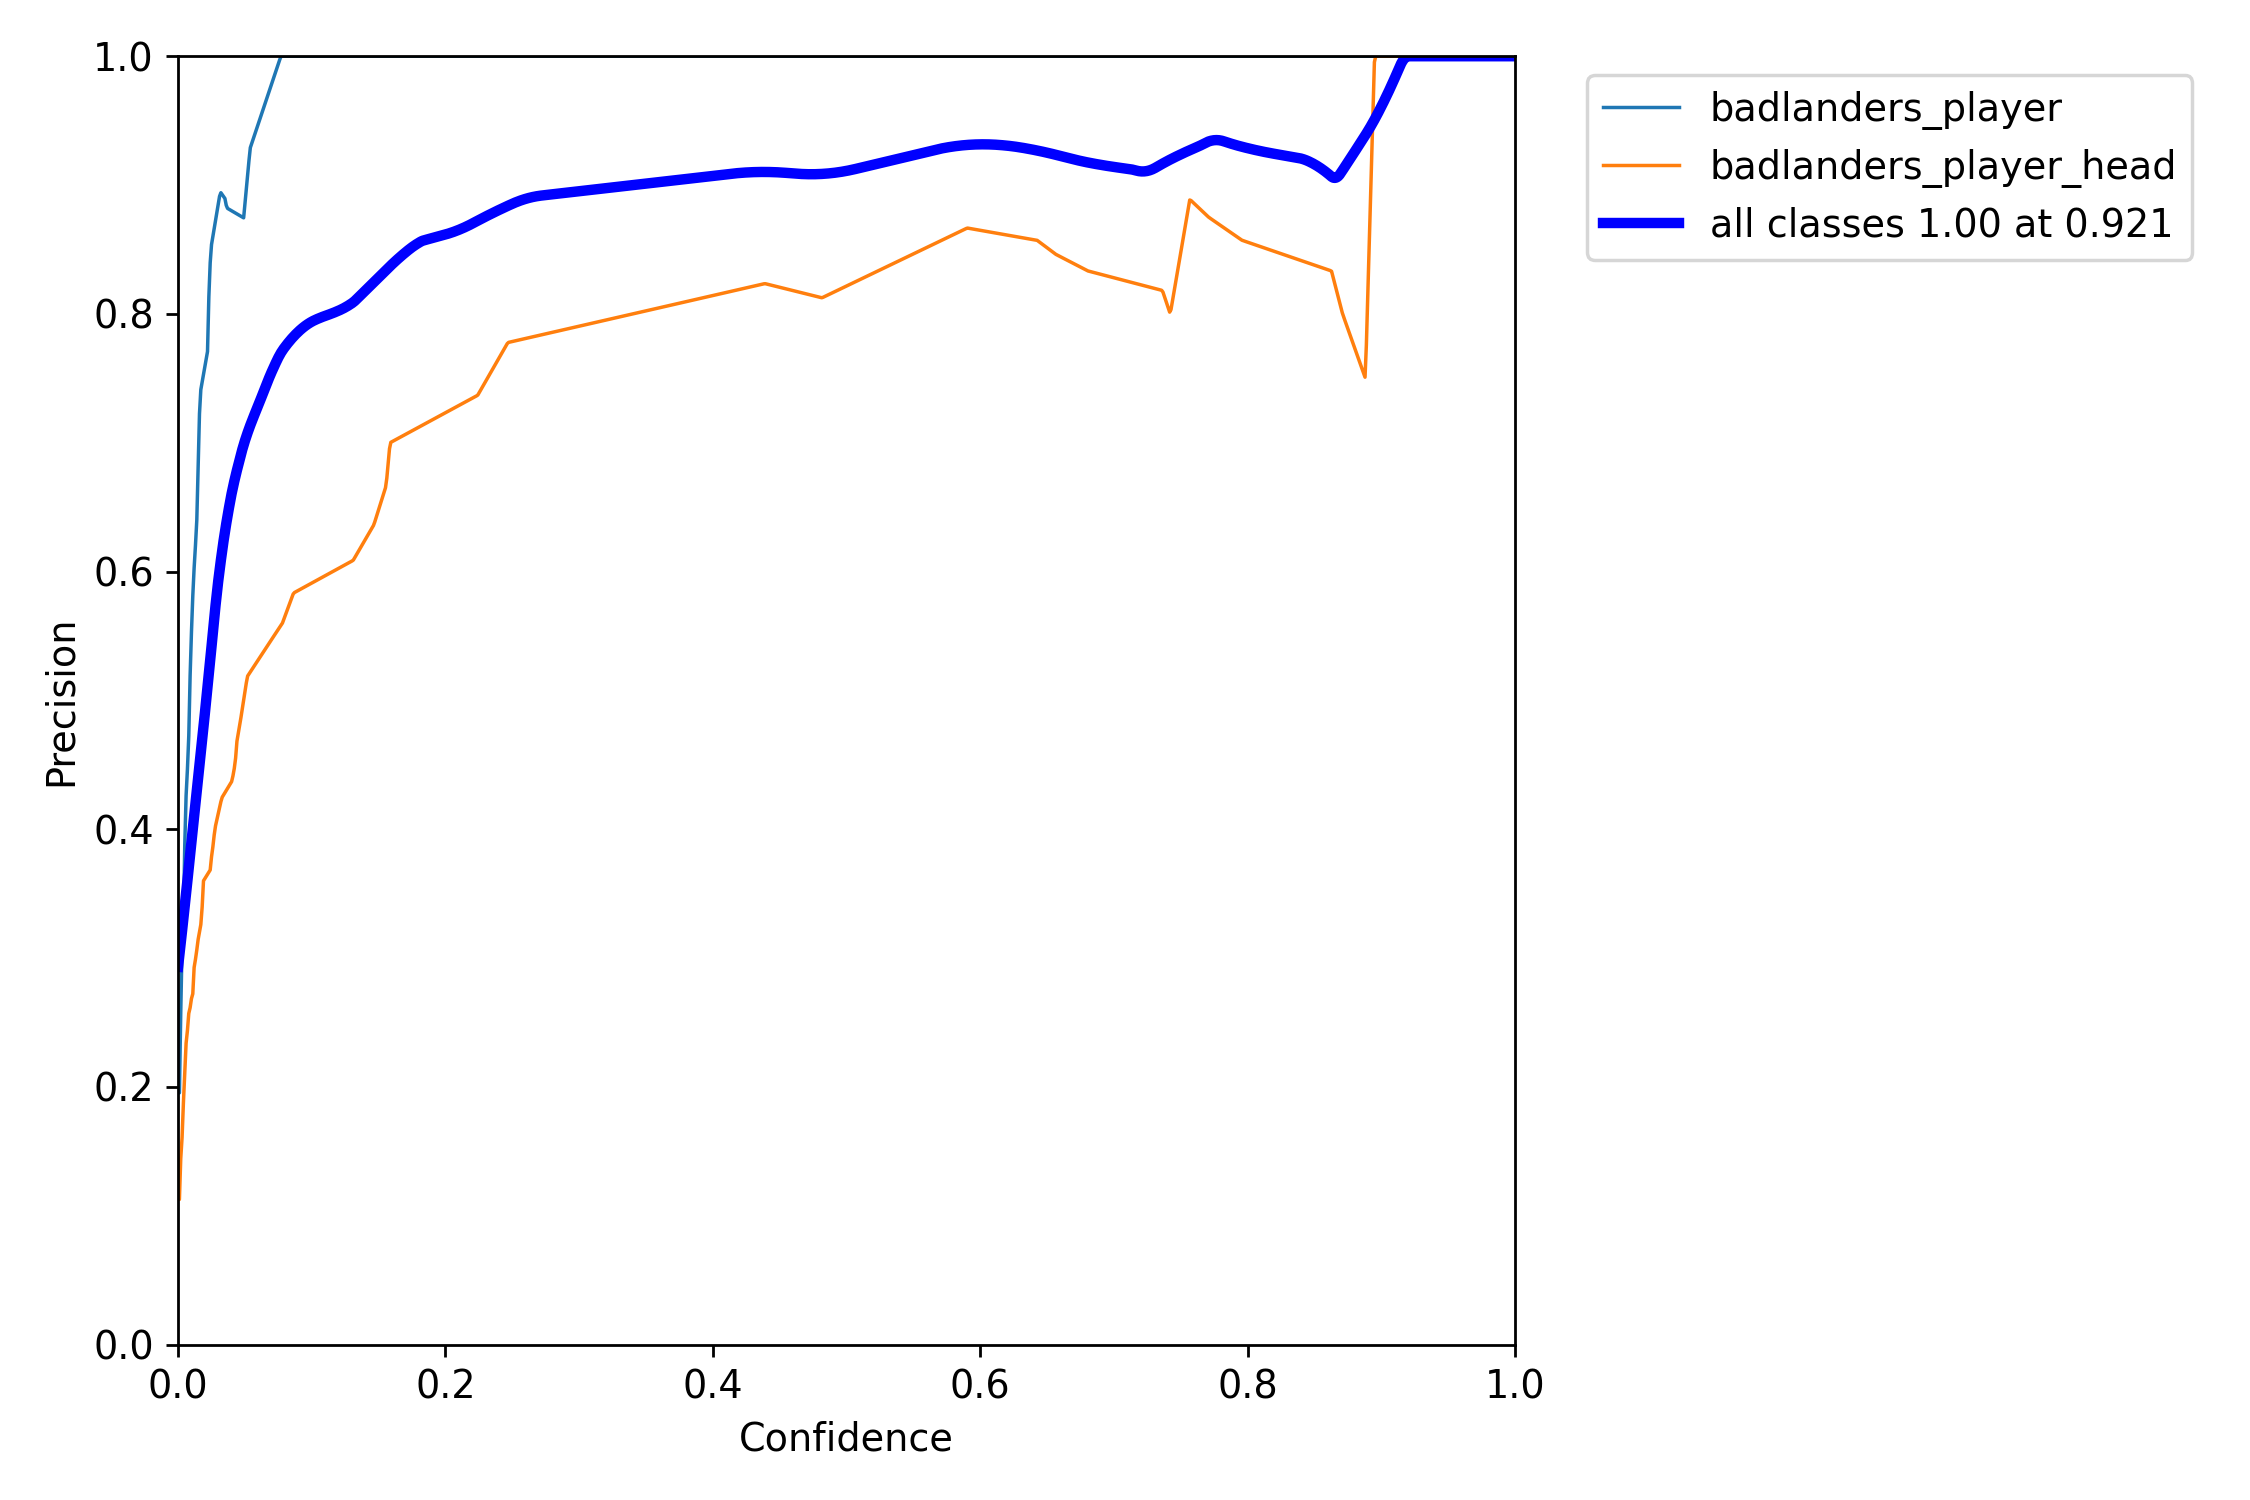 1.0
0.8
0.6
0.4
0.2
0.0
Precision
0.0 0.2 0.4 0.6 0.8 1.0
Confidence
badlanders_player
badlanders_player_head
all classes 1.00 at 0.921